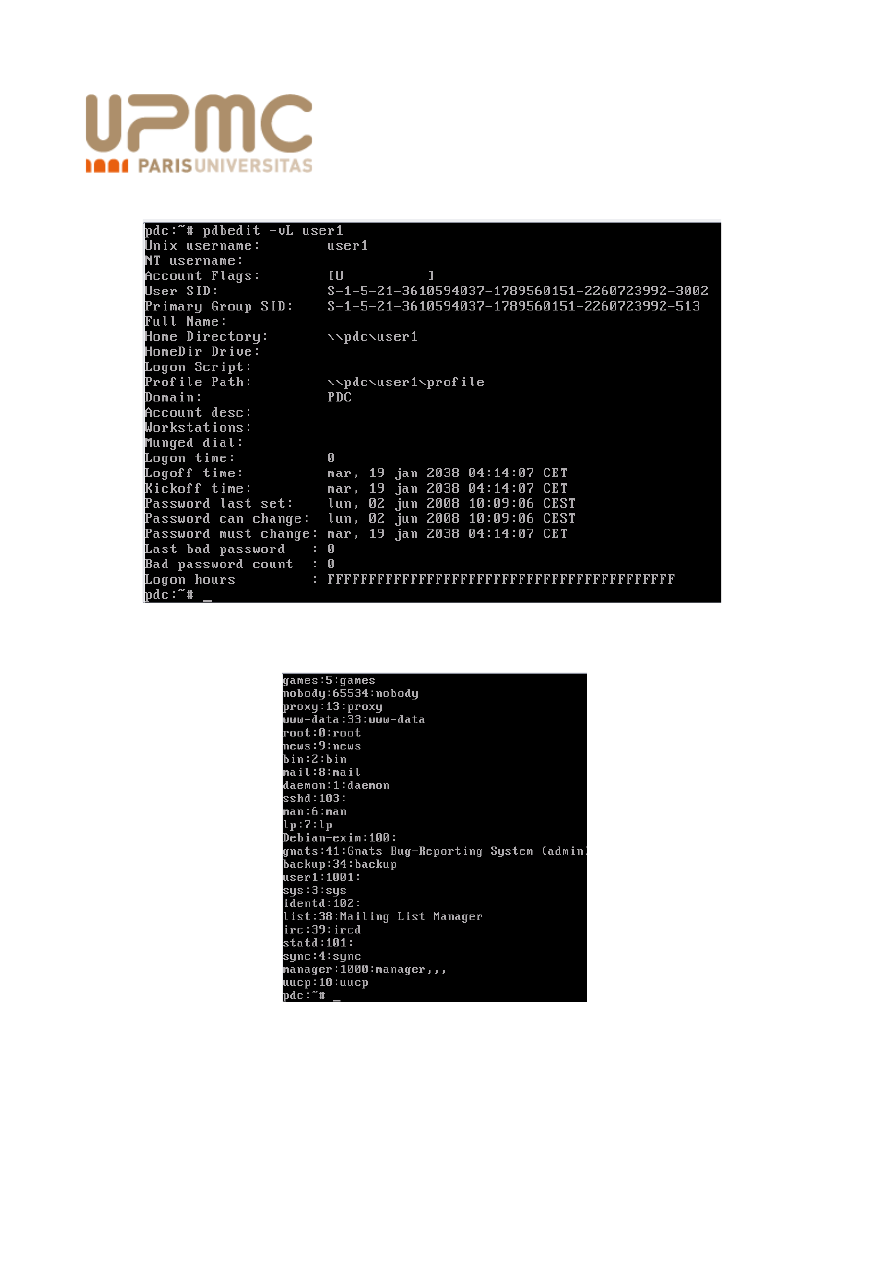 UPMC
PARISUNIVERSITAS
pdc:~# pdbedit -vL user1
Unix username: user1
NT username:
Account Flags: [U ]
User SID: S-1-5-21-3610594037-1789560151-2260723992-3002
Primary Group SID: S-1-5-21-3610594037-1789560151-2260723992-513
Full Name:
Home Directory: \\pdc\user1
HomeDir Drive:
Logon Script:
Profile Path: \\pdc\user1\profile
Domain: PDC
Account desc:
Workstations:
Munged dial:
Logon time: 0
Logoff time: mar, 19 jan 2038 04:14:07 CET
Kickoff time: mar, 19 jan 2038 04:14:07 CET
Password last set: lun, 02 jun 2008 10:09:06 CEST
Password can change: lun, 02 jun 2008 10:09:06 CEST
Password must change: mar, 19 jan 2038 04:14:07 CET
Last bad password : 0
Bad password count : 0
Logon hours : FFFFFFFFFFFFFFFFFFFFFFFFFFFFFFFFFFFFFFFFFF
pdc:~# _
games:5:games
nobody:65534:nobody
proxy:13:proxy
www-data:33:www-data
root:0:root
news:9:news
bin:2:bin
mail:8:mail
daemon:1:daemon
sshd:103:
man:6:man
lp:7:lp
Debian-exim:100:
gnats:41:Gnats Bug-Reporting System (admin)
backup:34:backup
user1:1001:
sys:3:sys
identd:102:
list:38:Mailing List Manager
irc:39:ircd
statd:101:
sync:4:sync
manager:1000:manager,,,
uucp:10:uucp
pdc:~# _